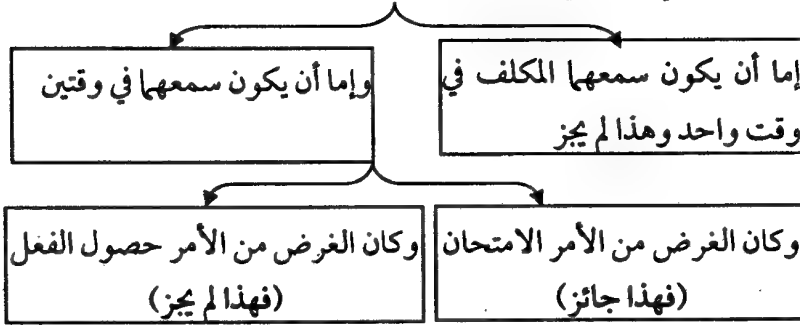 إما أن يكون سمعهما المكلف في
وقت واحد وهذا لم يجز
وإما أن يكون سمعهما في وقتين
وكان الغرض من الأمر الامتحان
(فهذا جائز)
وكان الغرض من الأمر حصول الفعل
(فهذا لم يجز)